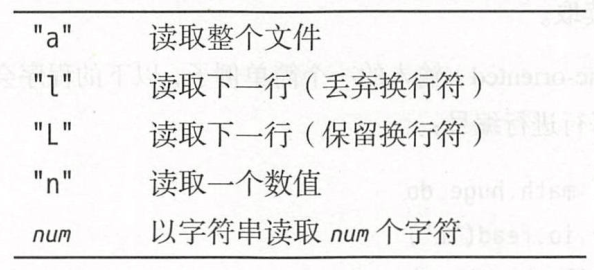 "a" 读取整个文件
"l" 读取下一行（丢弃换行符）
"L" 读取下一行（保留换行符）
"n" 读取一个数值
num 以字符串读取 num 个字符